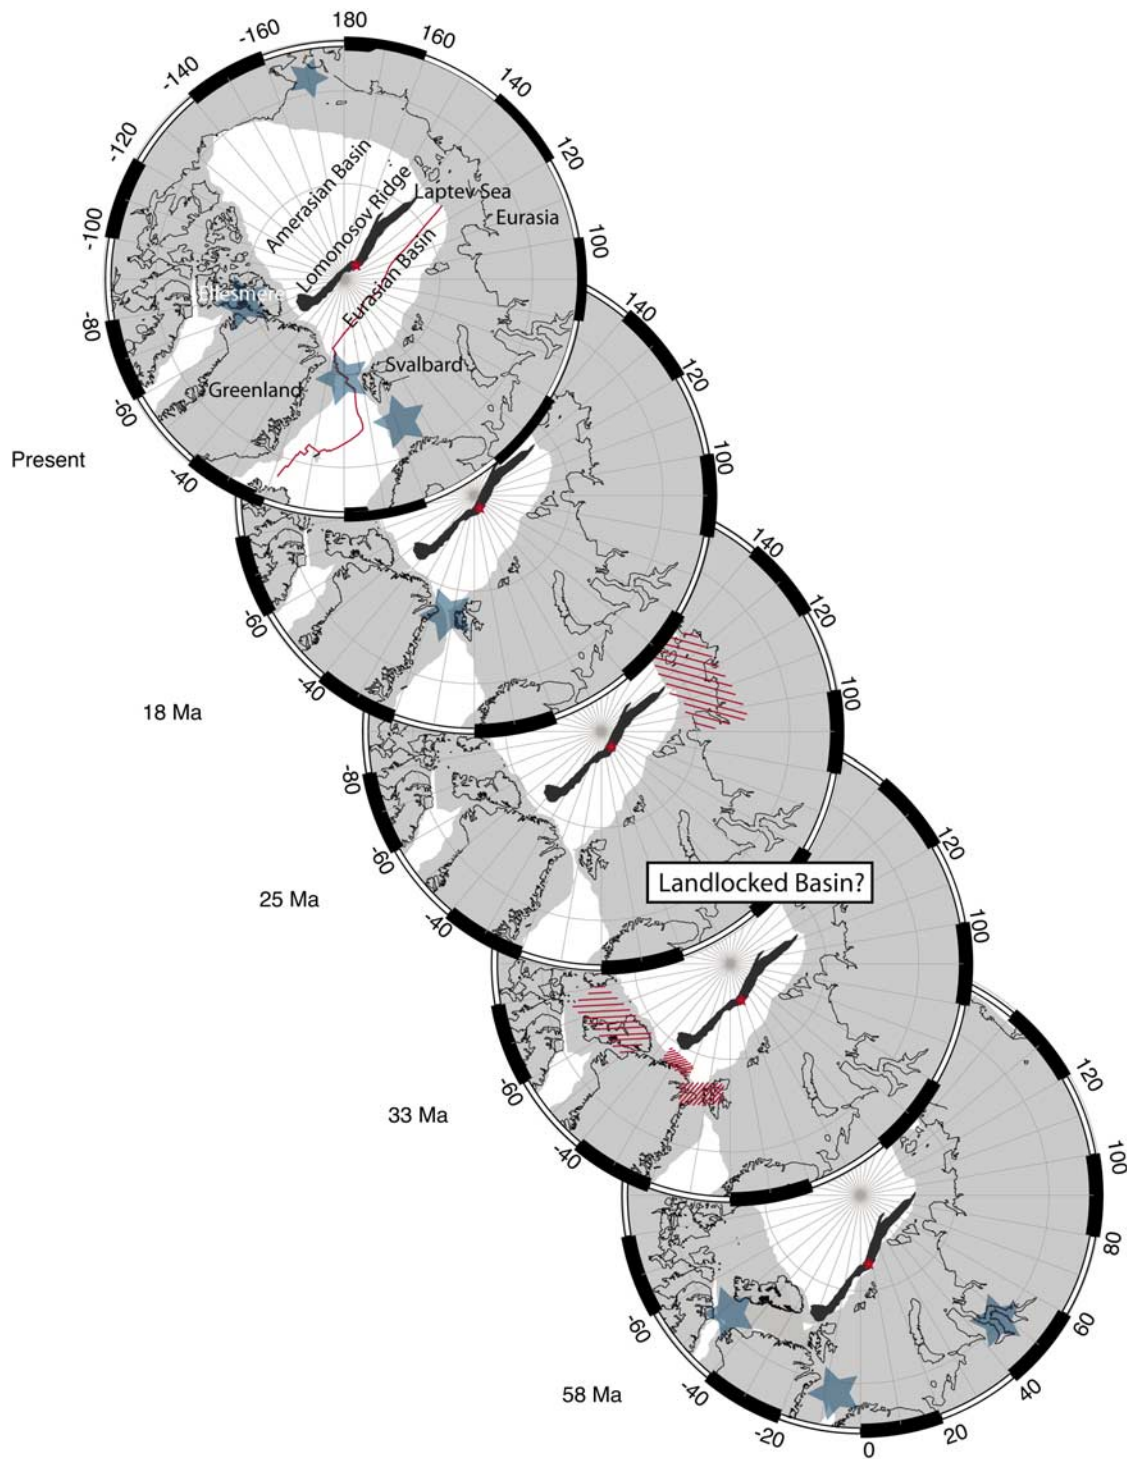 180
-160
160
-140
140
-120
120
-100
100
-80
-60
-40
Amerasian Basin
Lomonosov Ridge
Laptev Sea
Eurasia
Eurasian Basin
Ellesmere
Svalbard
Greenland
Present
140
120
100
-60
-40
18 Ma
140
120
100
-80
-60
-40
25 Ma
Landlocked Basin?
120
100
-60
-40
33 Ma
120
100
80
60
40
20
0
-20
-40
-60
58 Ma